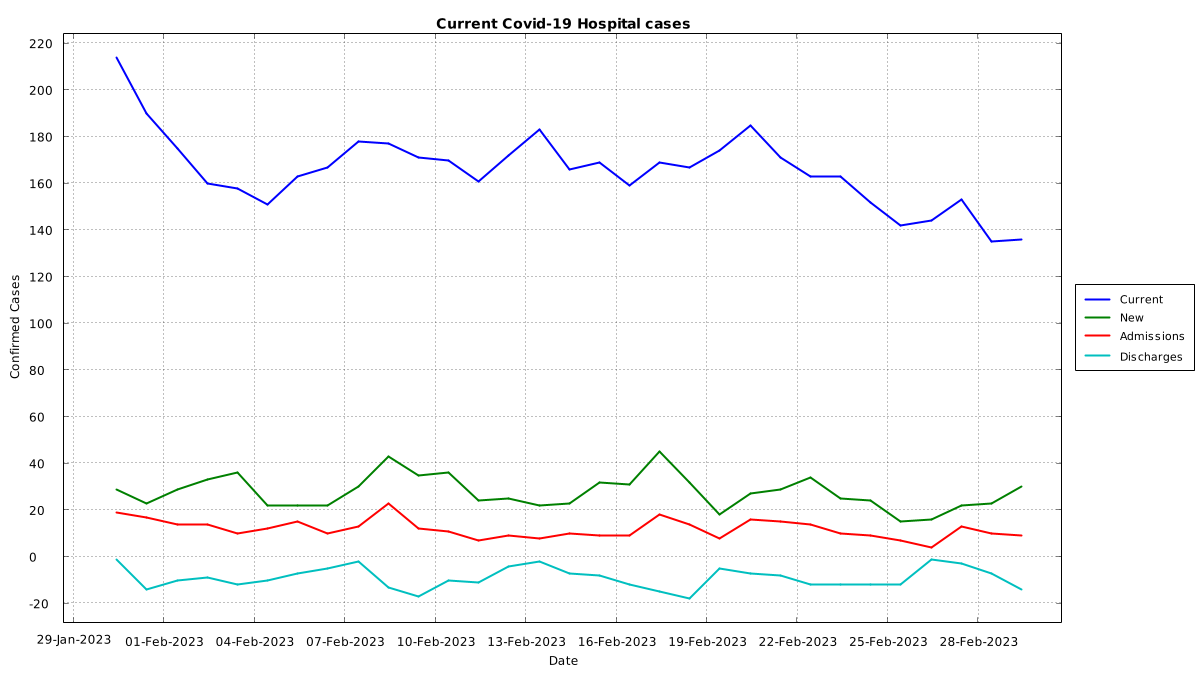 Current Covid-19 Hospital cases
220
200
180
160
140
120
100
80
60
40
20
0
-20
Confirmed Cases
29-Jan-2023 01-Feb-2023 04-Feb-2023 07-Feb-2023 10-Feb-2023 13-Feb-2023 16-Feb-2023 19-Feb-2023 22-Feb-2023 25-Feb-2023 28-Feb-2023
Date
Current
New
Admissions
Discharges